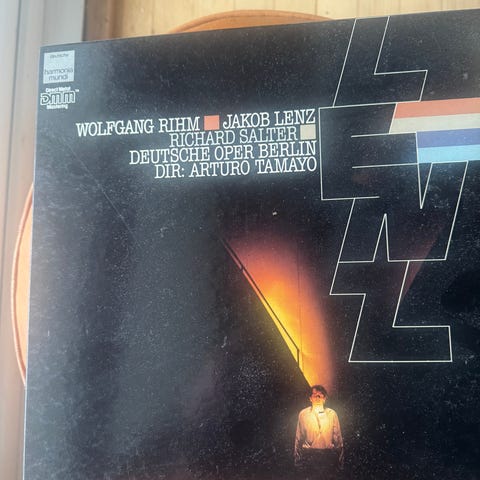 deutsche
harmonia
mundi
Direct Metal
DMM™
Mastering
WOLFGANG RIHM JAKOB LENZ
RICHARD SALTER
DEUTSCHE OPER BERLIN
DIR: ARTURO TAMAYO
LENZ